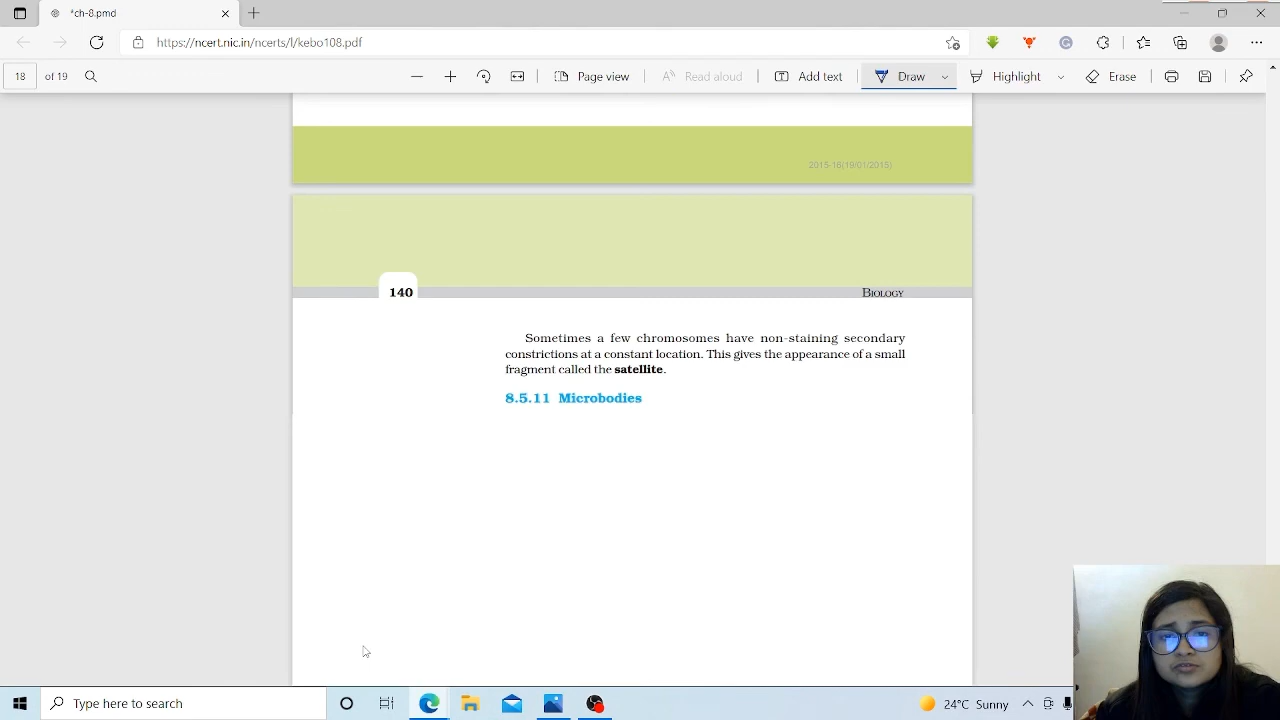 *ch-8.pmd
https://ncert.nic.in/ncerts/l/kebo108.pdf
18 of 19 Page view Read aloud Add text Draw Highlight Erase
2015-16(19/01/2015)
140 BIOLOGY
Sometimes a few chromosomes have non-staining secondary
constrictions at a constant location. This gives the appearance of a small
fragment called the satellite.
8.5.11 Microbodies
Type here to search 24°C Sunny